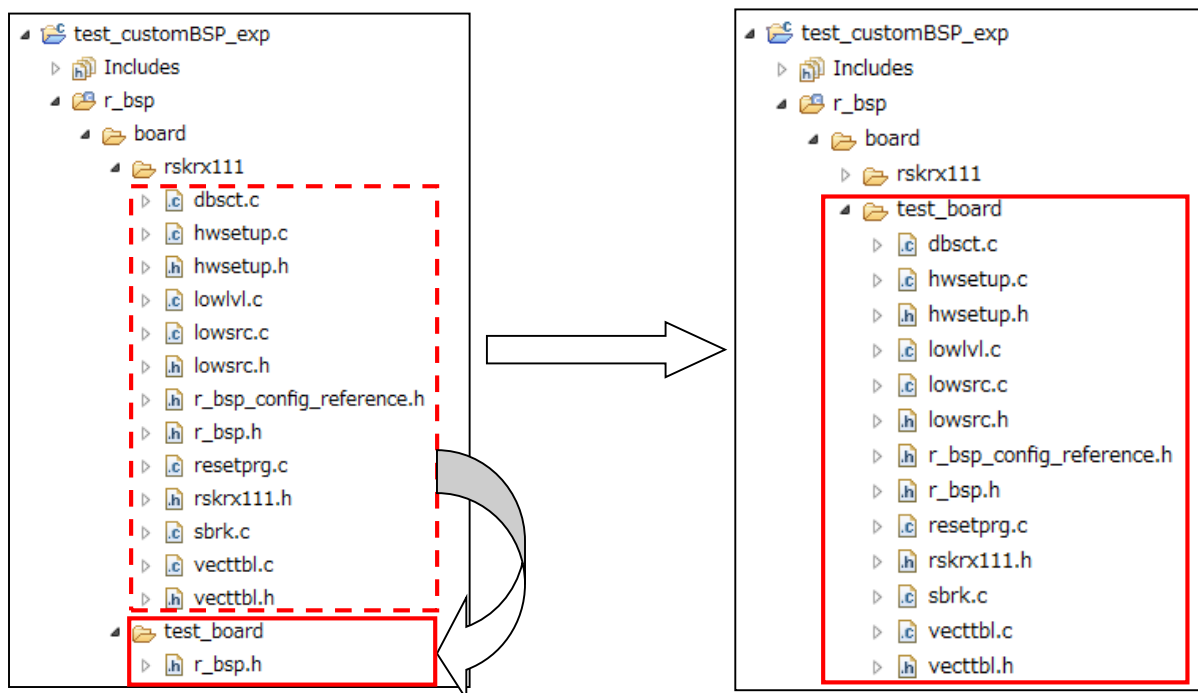 test_customBSP_exp
Includes
r_bsp
board
rskrx111
dbsct.c
hwsetup.c
hwsetup.h
lowlvl.c
lowsrc.c
lowsrc.h
r_bsp_config_reference.h
r_bsp.h
resetprg.c
rskrx111.h
sbrk.c
vecttbl.c
vecttbl.h
test_board
r_bsp.h
test_customBSP_exp
Includes
r_bsp
board
rskrx111
test_board
dbsct.c
hwsetup.c
hwsetup.h
lowlvl.c
lowsrc.c
lowsrc.h
r_bsp_config_reference.h
r_bsp.h
resetprg.c
rskrx111.h
sbrk.c
vecttbl.c
vecttbl.h